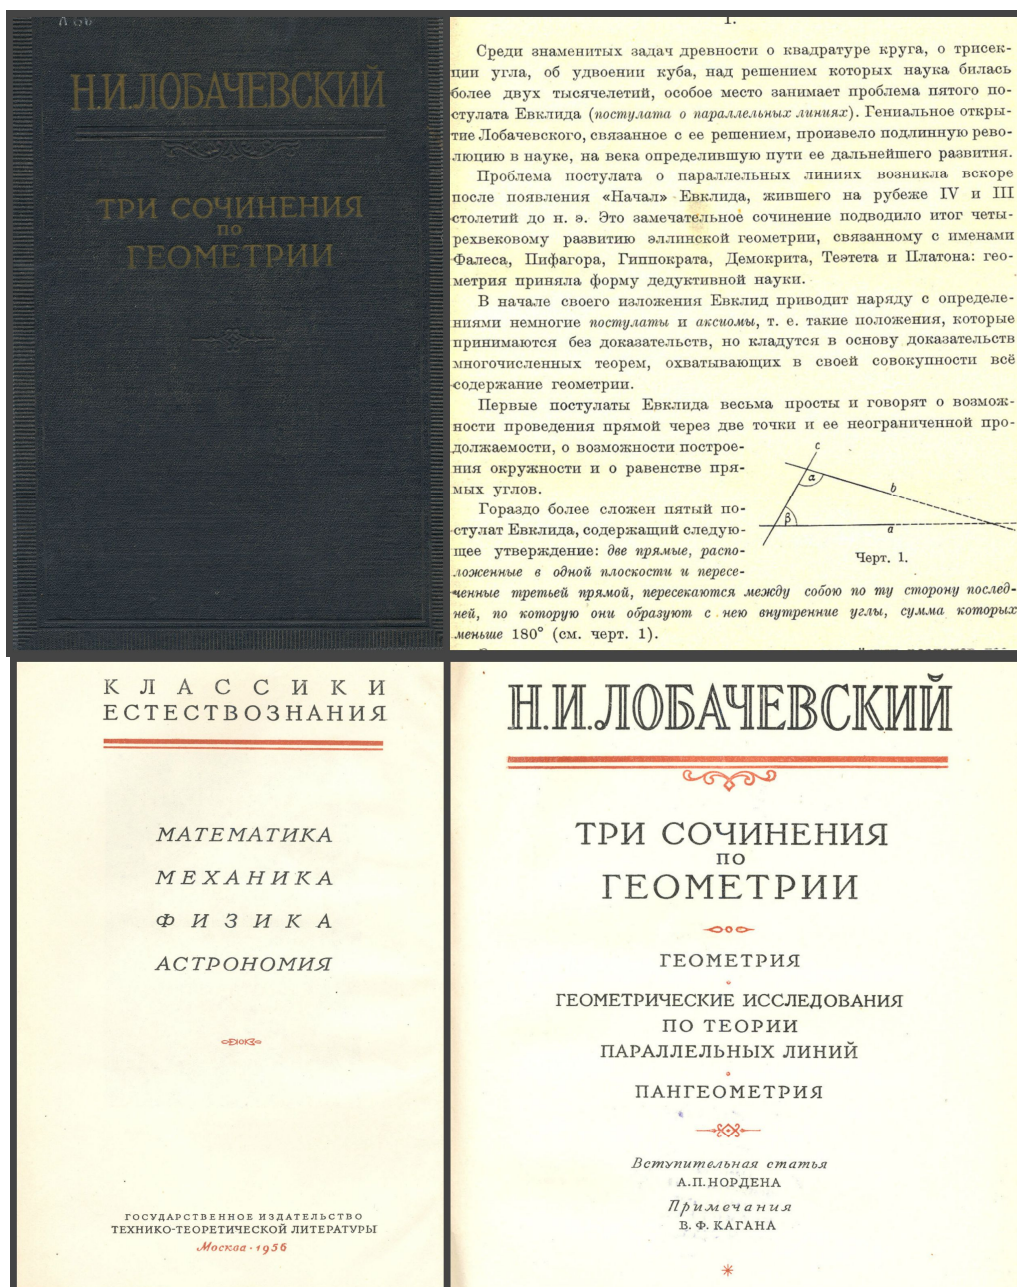 Н.И.ЛОБАЧЕВСКИЙ
ТРИ СОЧИНЕНИЯ
ПО
ГЕОМЕТРИИ
1.
Среди знаменитых задач древности о квадратуре круга, о трисек-
ции угла, об удвоении куба, над решением которых наука билась
более двух тысячелетий, особое место занимает проблема пятого по-
стулата Евклида (постулата о параллельных линиях). Гениальное откры-
тие Лобачевского, связанное с ее решением, произвело подлинную рево-
люцию в науке, на века определившую пути ее дальнейшего развития.
Проблема постулата о параллельных линиях возникла вскоре
после появления «Начал» Евклида, жившего на рубеже IV и III
столетий до н. э. Это замечательное сочинение подводило итог четы-
рехвековому развитию эллинской геометрии, связанному с именами
Фалеса, Пифагора, Гиппократа, Демокрита, Теэтета и Платона: гео-
метрия приняла форму дедуктивной науки.
В начале своего изложения Евклид приводит наряду с определе-
ниями немногие постулаты и аксиомы, т. е. такие положения, которые
принимаются без доказательств, но кладутся в основу доказательств
многочисленных теорем, охватывающих в своей совокупности всё
содержание геометрии.
Первые постулаты Евклида весьма просты и говорят о возмож-
ности проведения прямой через две точки и ее неограниченной про-
должаемости, о возможности построе-
ния окружности и о равенстве пря-
мых углов.
Гораздо более сложен пятый по-
стулат Евклида, содержащий следую-
щее утверждение: две прямые, распо-
ложенные в одной плоскости и пересе-
ченные третьей прямой, пересекаются между собою по ту сторону послед-
ней, по которую они образуют с нею внутренние углы, сумма которых
меньше 180° (см. черт. 1).
c
α
b
β
a
Черт. 1.
КЛАССИКИ
ЕСТЕСТВОЗНАНИЯ
МАТЕМАТИКА
МЕХАНИКА
ФИЗИКА
АСТРОНОМИЯ
ГОСУДАРСТВЕННОЕ ИЗДАТЕЛЬСТВО
ТЕХНИКО-ТЕОРЕТИЧЕСКОЙ ЛИТЕРАТУРЫ
Москва · 1956
Н.И.ЛОБАЧЕВСКИЙ
ТРИ СОЧИНЕНИЯ
ПО
ГЕОМЕТРИИ
ГЕОМЕТРИЯ
ГЕОМЕТРИЧЕСКИЕ ИССЛЕДОВАНИЯ
ПО ТЕОРИИ
ПАРАЛЛЕЛЬНЫХ ЛИНИЙ
ПАНГЕОМЕТРИЯ
Вступительная статья
А.П.НОРДЕНА
Примечания
В. Ф. КАГАНА